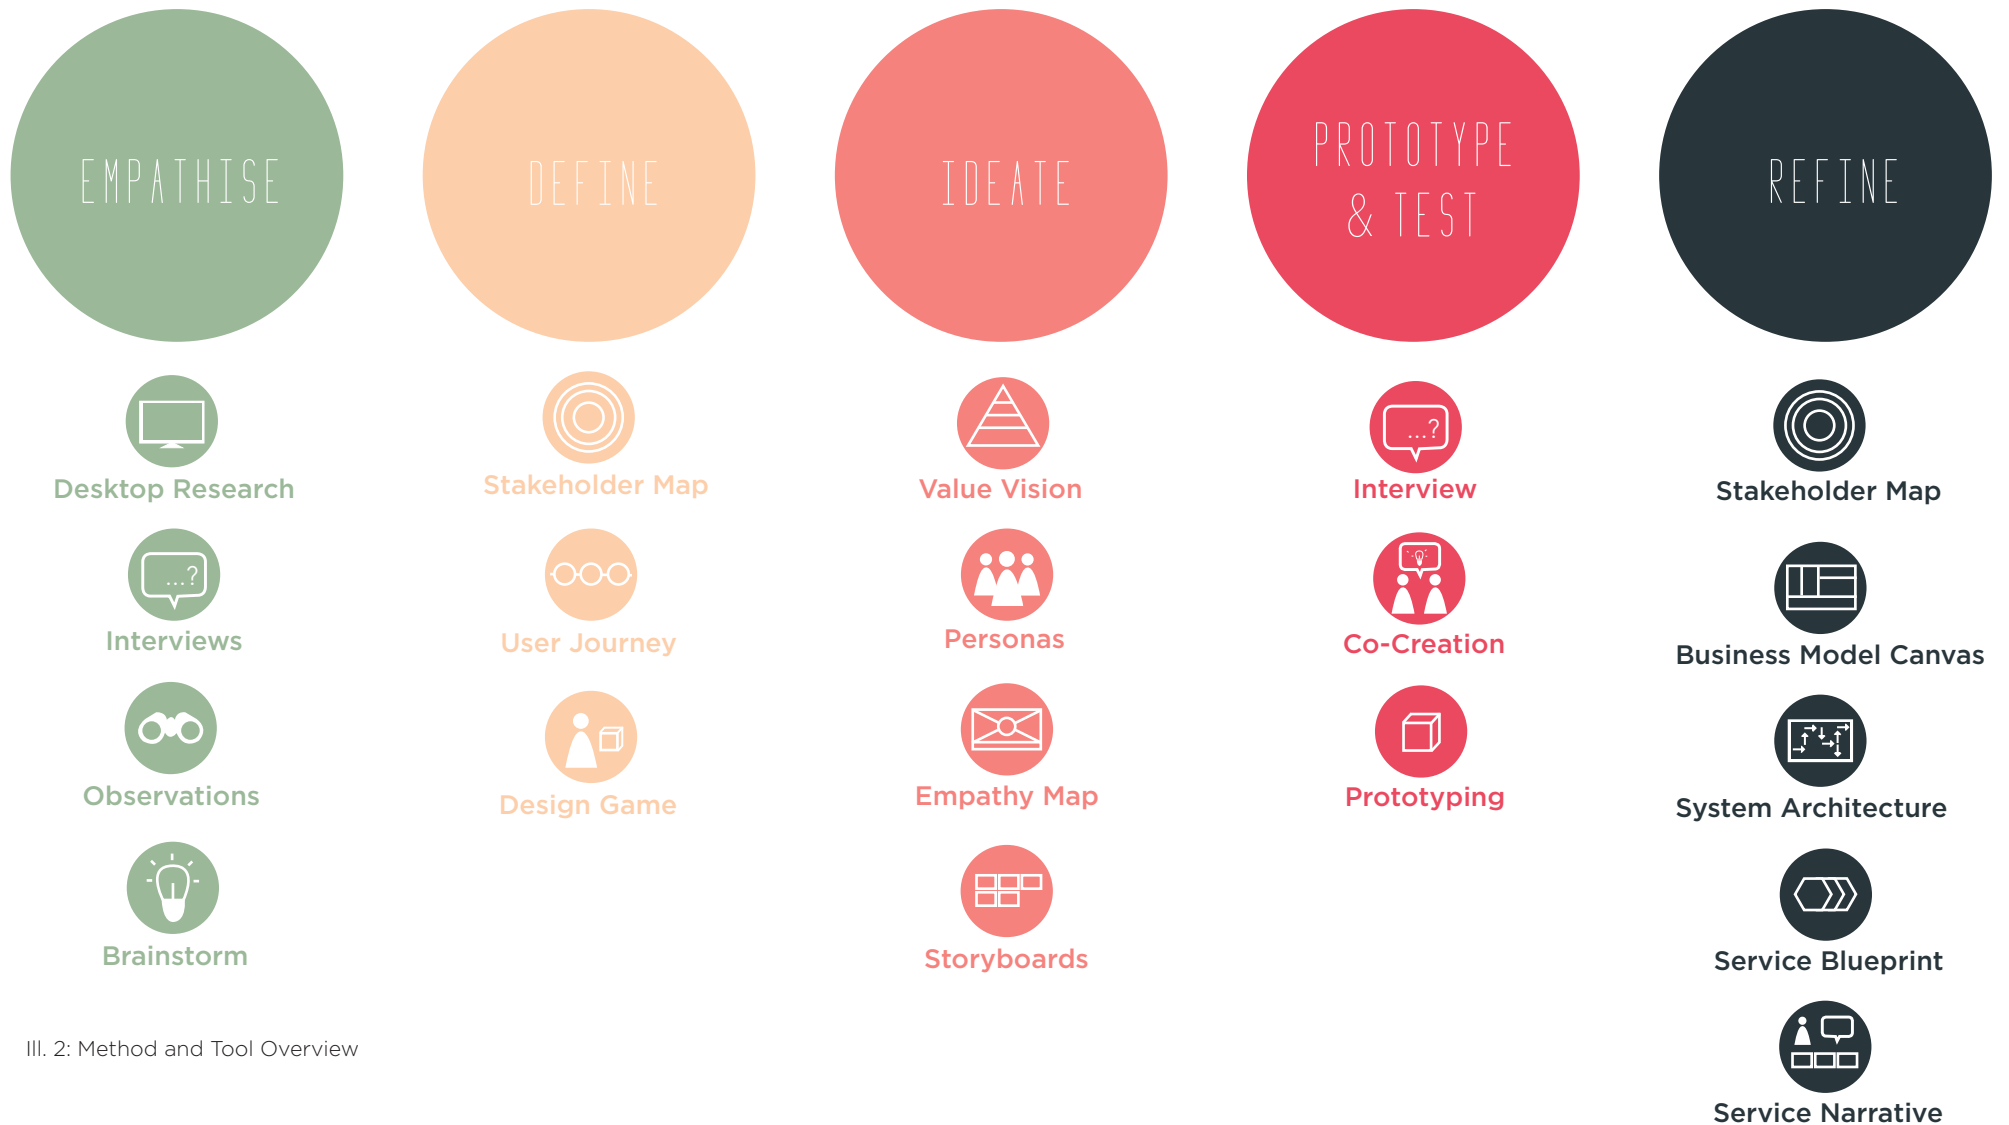 EMPATHISE
DEFINE
IDEATE
PROTOTYPE
& TEST
REFINE
Desktop Research
...?
Interviews
Observations
Brainstorm
Stakeholder Map
User Journey
Design Game
Value Vision
Personas
Empathy Map
Storyboards
...?
Interview
Co-Creation
Prototyping
Stakeholder Map
Business Model Canvas
System Architecture
Service Blueprint
Service Narrative
Ill. 2: Method and Tool Overview